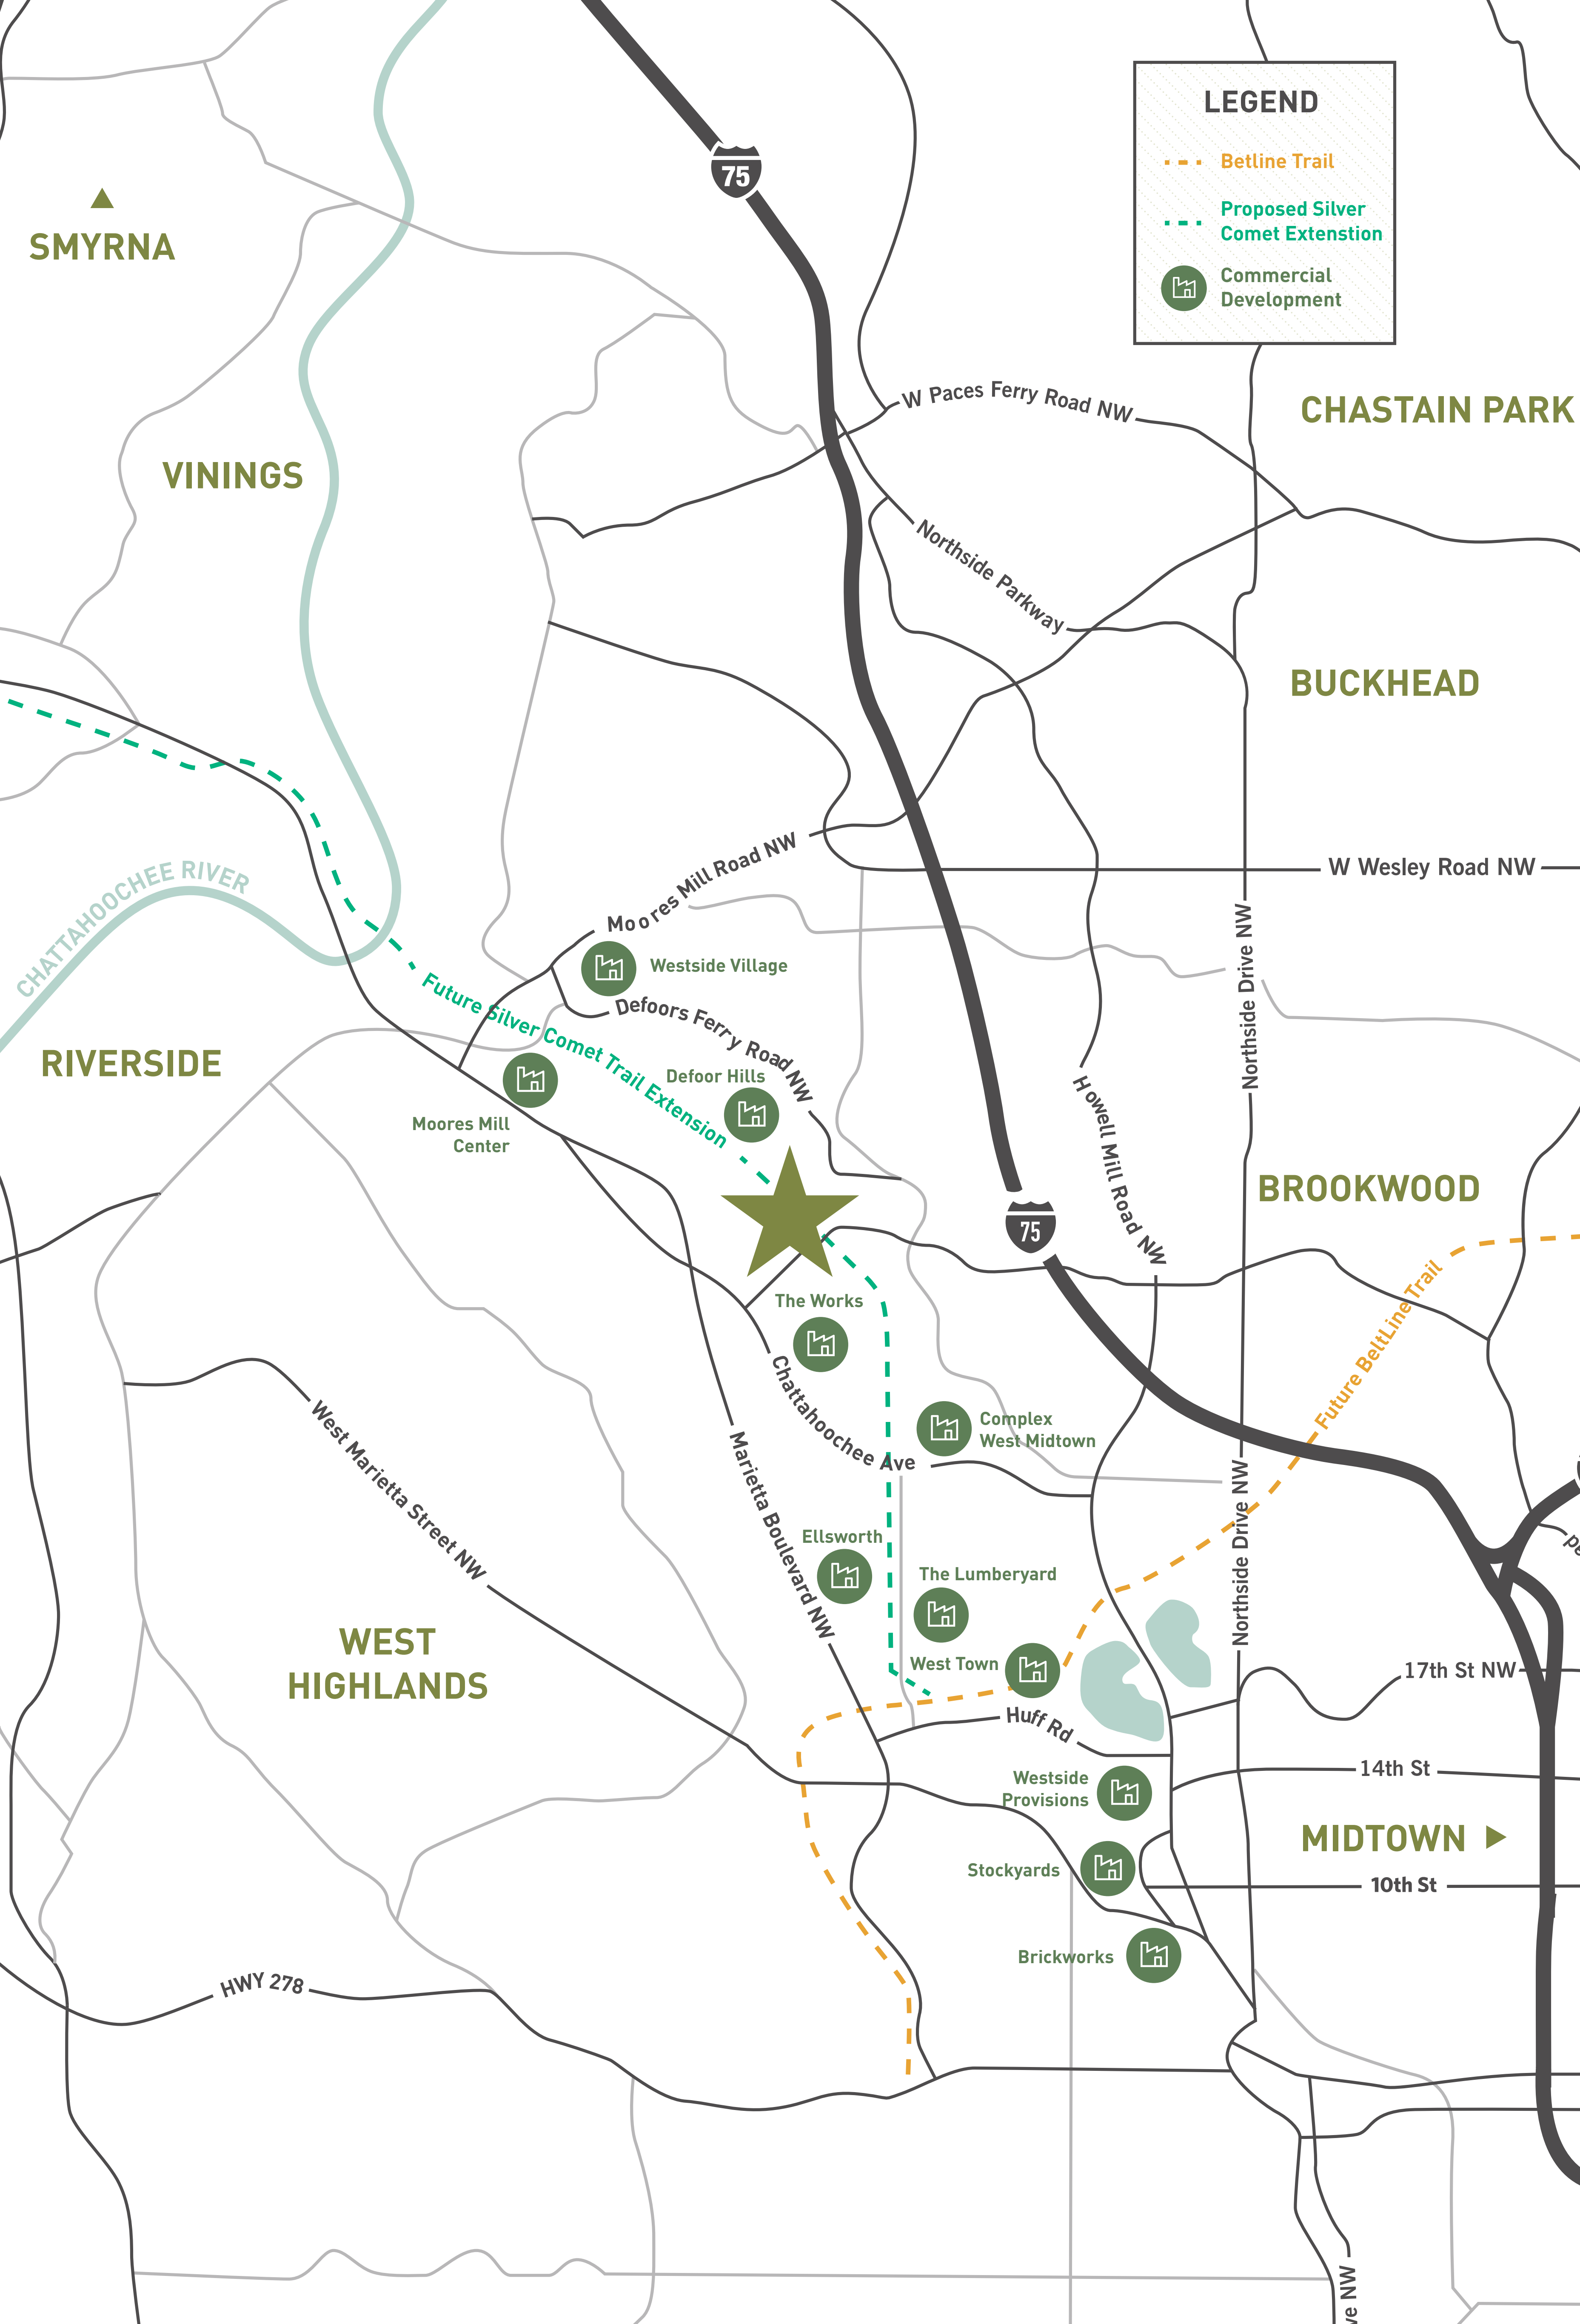 LEGEND
Betline Trail
Proposed Silver
Comet Extenstion
Commercial
Development
75
SMYRNA
W Paces Ferry Road NW
CHASTAIN PARK
VININGS
Northside Parkway
BUCKHEAD
Moores Mill Road NW
W Wesley Road NW
CHATTAHOOCHEE RIVER
Westside Village
Northside Drive NW
Future Silver Comet Trail Extension
Defoors Ferry Road NW
RIVERSIDE
Defoor Hills
Moores Mill
Center
Howell Mill Road NW
BROOKWOOD
75
The Works
Future BeltLine Trail
Chattahoochee Ave
Complex
West Midtown
West Marietta Street NW
Marietta Boulevard NW
Northside Drive NW
Ellsworth
The Lumberyard
WEST
HIGHLANDS
West Town
17th St NW
Huff Rd
14th St
Westside
Provisions
MIDTOWN
Stockyards
10th St
Brickworks
HWY 278